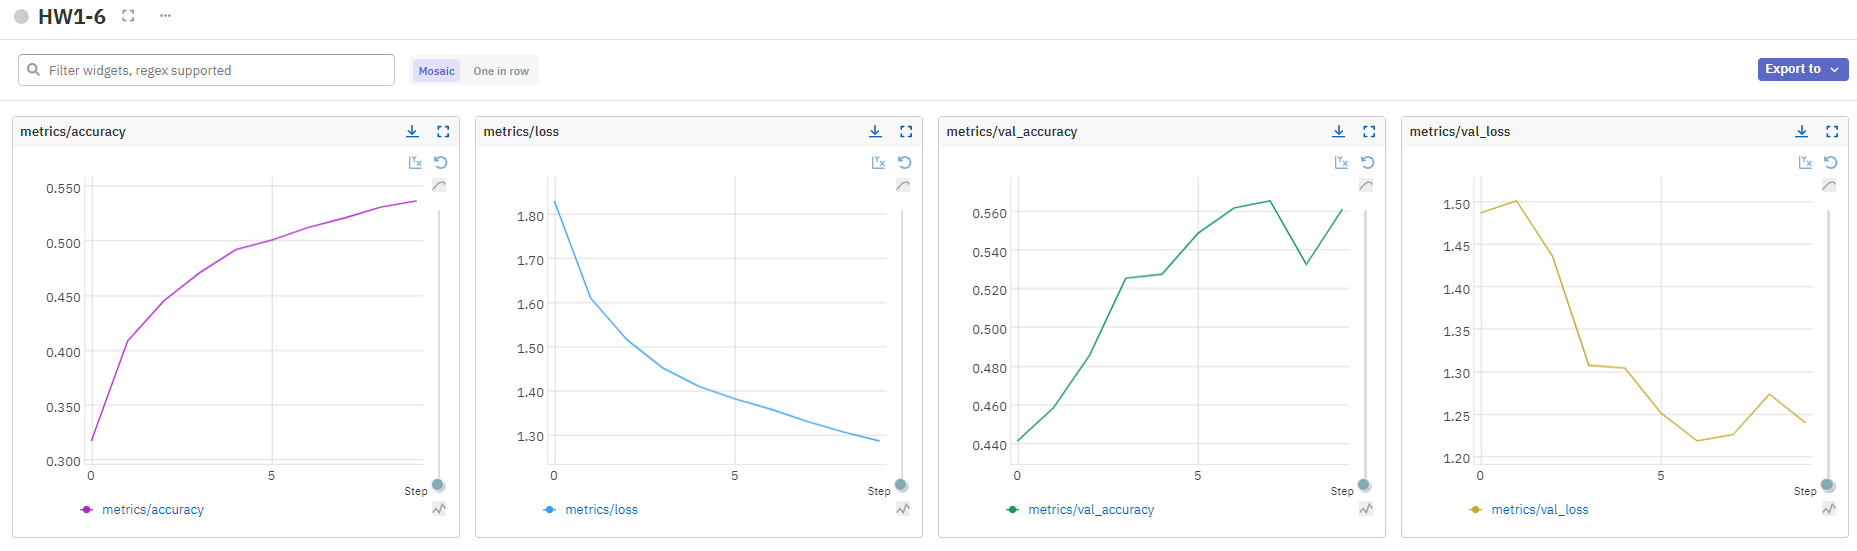 HW1-6
Filter widgets, regex supported
Mosaic
One in row
Export to
metrics/accuracy
0.550
0.500
0.450
0.400
0.350
0.300
0
5
Step
metrics/accuracy
metrics/loss
1.80
1.70
1.60
1.50
1.40
1.30
0
5
Step
metrics/loss
metrics/val_accuracy
0.560
0.540
0.520
0.500
0.480
0.460
0.440
0
5
Step
metrics/val_accuracy
metrics/val_loss
1.50
1.45
1.40
1.35
1.30
1.25
1.20
0
5
Step
metrics/val_loss